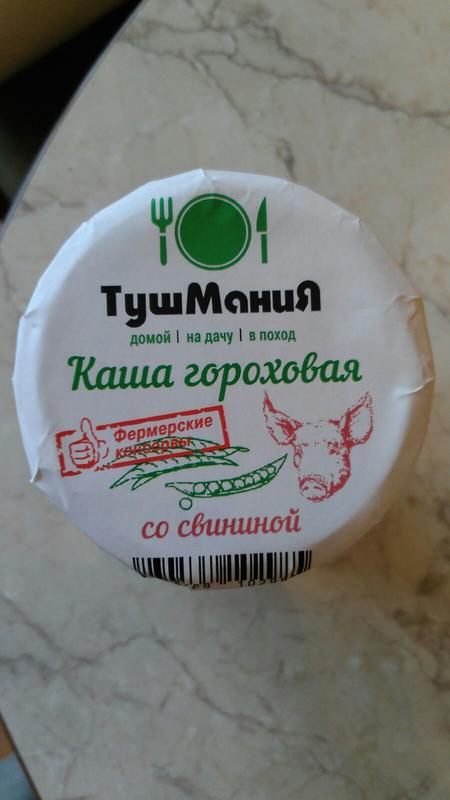 ТушМаниЯ
домой | на дачу | в поход
Каша гороховая
Фермерские
консервы
со свининой